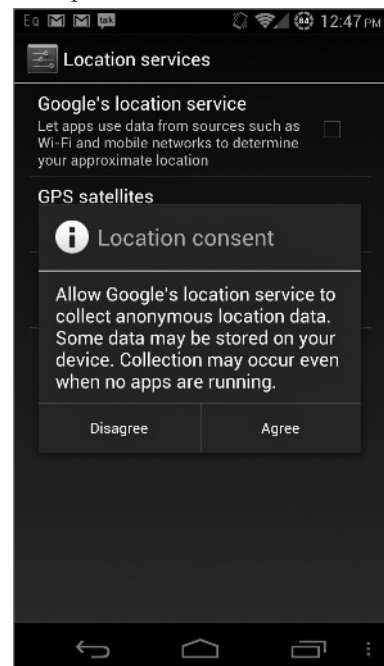 EQ talk 84 12:47 PM
Location services
Google's location service
Let apps use data from sources such as
Wi-Fi and mobile networks to determine
your approximate location
GPS satellites
Location consent
Allow Google's location service to
collect anonymous location data.
Some data may be stored on your
device. Collection may occur even
when no apps are running.
Disagree Agree